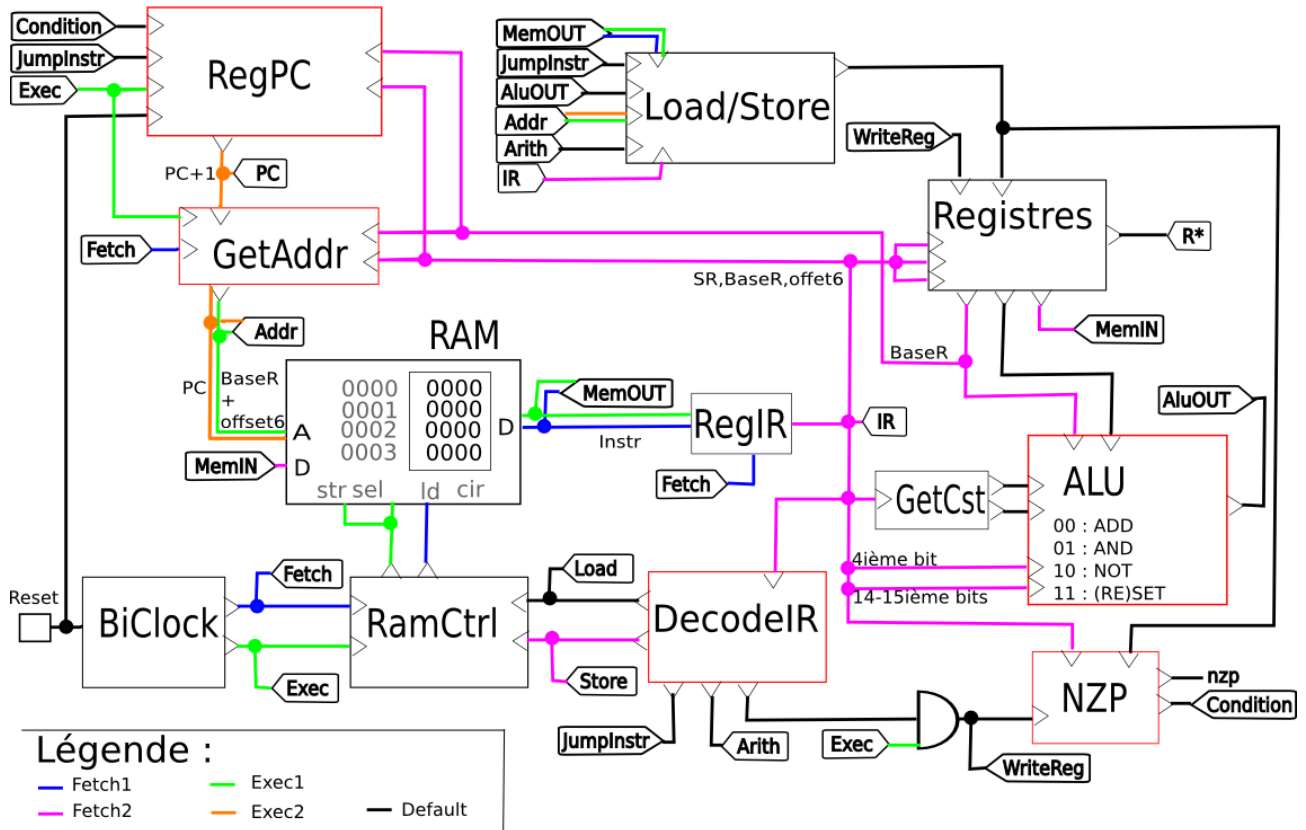 Condition
JumpInstr
Exec
RegPC
PC+1
PC
Fetch
GetAddr
Addr
PC
BaseR
+
offset6
MemOUT
JumpInstr
AluOUT
Addr
Arith
IR
Load/Store
WriteReg
Registres
R*
SR,BaseR,offet6
MemIN
BaseR
RAM
0000 0000
0001 0000
0002 0000
0003 0000
A
D
D
str sel ld cir
MemIN
MemOUT
Instr
RegIR
Fetch
IR
AluOUT
GetCst
ALU
00 : ADD
01 : AND
10 : NOT
11 : (RE)SET
4ième bit
14-15ième bits
Reset
BiClock
Fetch
Exec
RamCtrl
Load
Store
DecodeIR
JumpInstr
Arith
Exec
WriteReg
NZP
nzp
Condition
Légende :
Fetch1
Exec1
Fetch2
Exec2
Default